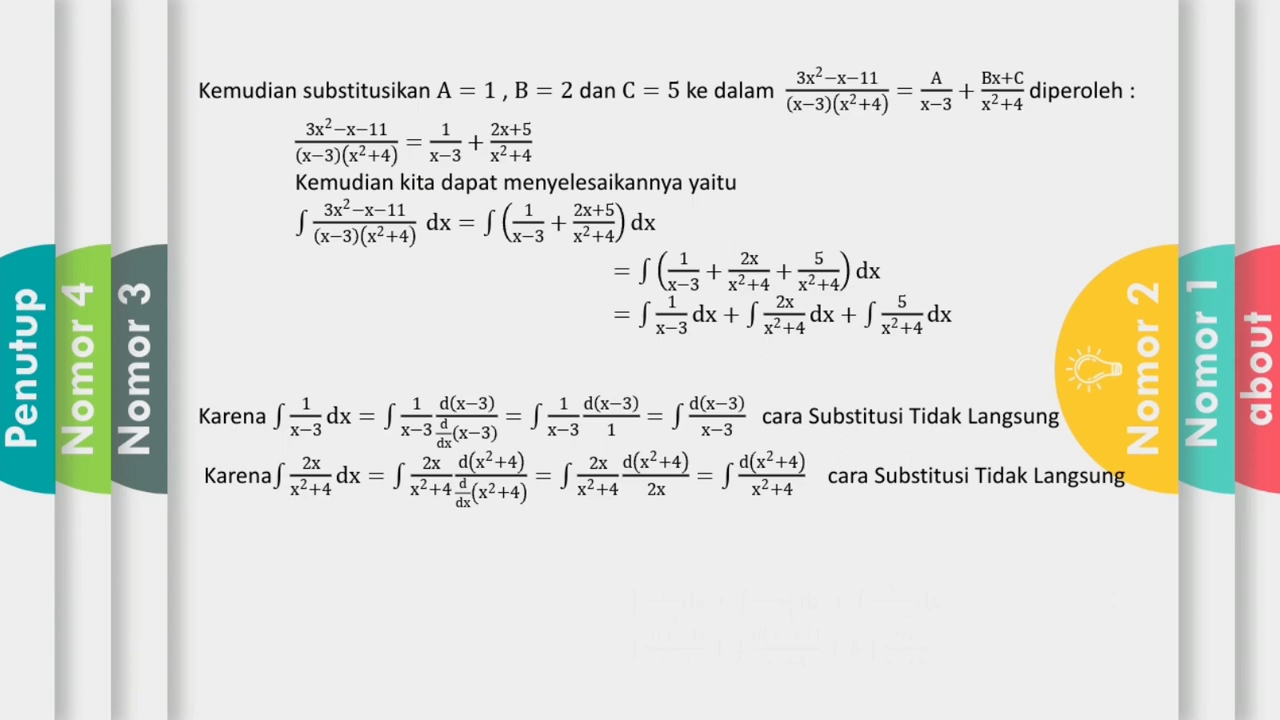 Kemudian substitusikan A = 1 , B = 2 dan C = 5 ke dalam (3x²−x−11)/((x−3)(x²+4)) = A/(x−3) + (Bx+C)/(x²+4) diperoleh :
(3x²−x−11)/((x−3)(x²+4)) = 1/(x−3) + (2x+5)/(x²+4)
Kemudian kita dapat menyelesaikannya yaitu
∫ (3x²−x−11)/((x−3)(x²+4)) dx = ∫ (1/(x−3) + (2x+5)/(x²+4)) dx
= ∫ (1/(x−3) + 2x/(x²+4) + 5/(x²+4)) dx
= ∫ 1/(x−3) dx + ∫ 2x/(x²+4) dx + ∫ 5/(x²+4) dx
Karena ∫ 1/(x−3) dx = ∫ 1/(x−3) d(x−3)/(d/dx (x−3)) = ∫ 1/(x−3) d(x−3)/1 = ∫ d(x−3)/(x−3) cara Substitusi Tidak Langsung
Karena ∫ 2x/(x²+4) dx = ∫ 2x/(x²+4) d(x²+4)/(d/dx (x²+4)) = ∫ 2x/(x²+4) d(x²+4)/2x = ∫ d(x²+4)/(x²+4) cara Substitusi Tidak Langsung
Penutup
Nomor 4
Nomor 3
Nomor 2
Nomor 1
about